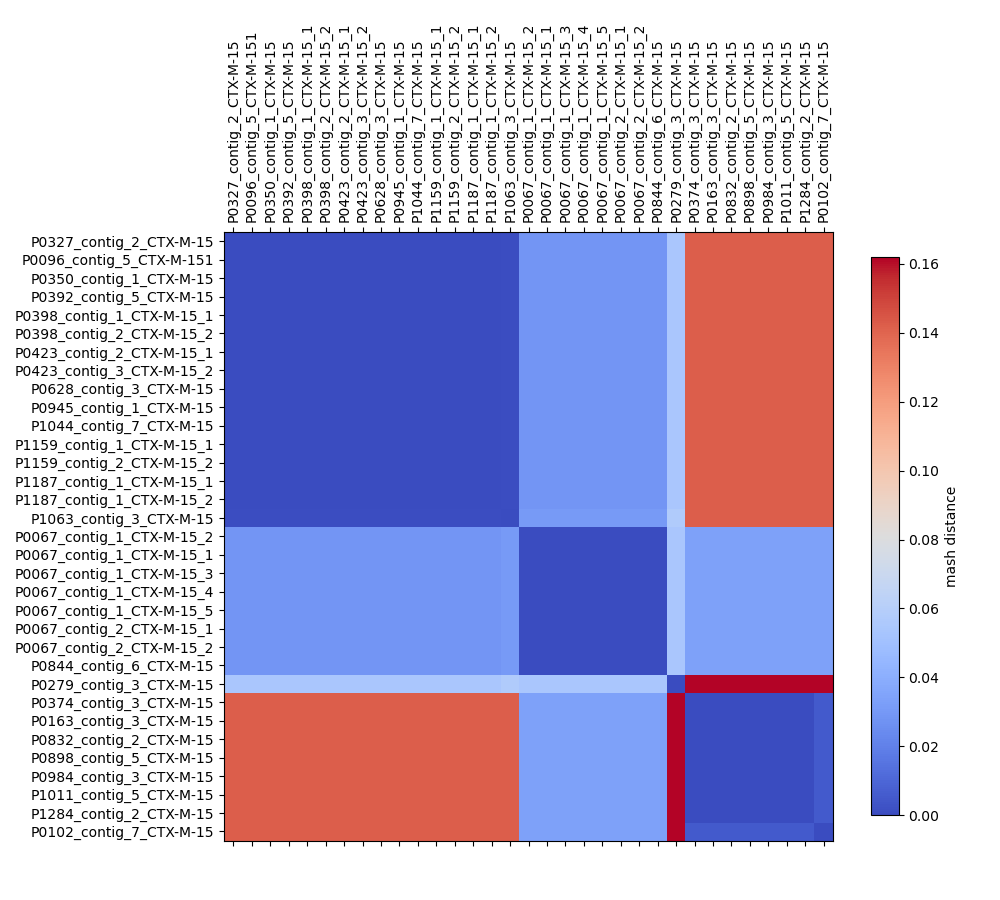 P0327_contig_2_CTX-M-15
P0096_contig_5_CTX-M-151
P0350_contig_1_CTX-M-15
P0392_contig_5_CTX-M-15
P0398_contig_1_CTX-M-15_1
P0398_contig_2_CTX-M-15_2
P0423_contig_2_CTX-M-15_1
P0423_contig_3_CTX-M-15_2
P0628_contig_3_CTX-M-15
P0945_contig_1_CTX-M-15
P1044_contig_7_CTX-M-15
P1159_contig_1_CTX-M-15_1
P1159_contig_2_CTX-M-15_2
P1187_contig_1_CTX-M-15_1
P1187_contig_1_CTX-M-15_2
P1063_contig_3_CTX-M-15
P0067_contig_1_CTX-M-15_2
P0067_contig_1_CTX-M-15_1
P0067_contig_1_CTX-M-15_3
P0067_contig_1_CTX-M-15_4
P0067_contig_1_CTX-M-15_5
P0067_contig_2_CTX-M-15_1
P0067_contig_2_CTX-M-15_2
P0844_contig_6_CTX-M-15
P0279_contig_3_CTX-M-15
P0374_contig_3_CTX-M-15
P0163_contig_3_CTX-M-15
P0832_contig_2_CTX-M-15
P0898_contig_5_CTX-M-15
P0984_contig_3_CTX-M-15
P1011_contig_5_CTX-M-15
P1284_contig_2_CTX-M-15
P0102_contig_7_CTX-M-15
P0327_contig_2_CTX-M-15
P0096_contig_5_CTX-M-151
P0350_contig_1_CTX-M-15
P0392_contig_5_CTX-M-15
P0398_contig_1_CTX-M-15_1
P0398_contig_2_CTX-M-15_2
P0423_contig_2_CTX-M-15_1
P0423_contig_3_CTX-M-15_2
P0628_contig_3_CTX-M-15
P0945_contig_1_CTX-M-15
P1044_contig_7_CTX-M-15
P1159_contig_1_CTX-M-15_1
P1159_contig_2_CTX-M-15_2
P1187_contig_1_CTX-M-15_1
P1187_contig_1_CTX-M-15_2
P1063_contig_3_CTX-M-15
P0067_contig_1_CTX-M-15_2
P0067_contig_1_CTX-M-15_1
P0067_contig_1_CTX-M-15_3
P0067_contig_1_CTX-M-15_4
P0067_contig_1_CTX-M-15_5
P0067_contig_2_CTX-M-15_1
P0067_contig_2_CTX-M-15_2
P0844_contig_6_CTX-M-15
P0279_contig_3_CTX-M-15
P0374_contig_3_CTX-M-15
P0163_contig_3_CTX-M-15
P0832_contig_2_CTX-M-15
P0898_contig_5_CTX-M-15
P0984_contig_3_CTX-M-15
P1011_contig_5_CTX-M-15
P1284_contig_2_CTX-M-15
P0102_contig_7_CTX-M-15
0.16
0.14
0.12
0.10
0.08
0.06
0.04
0.02
0.00
mash distance